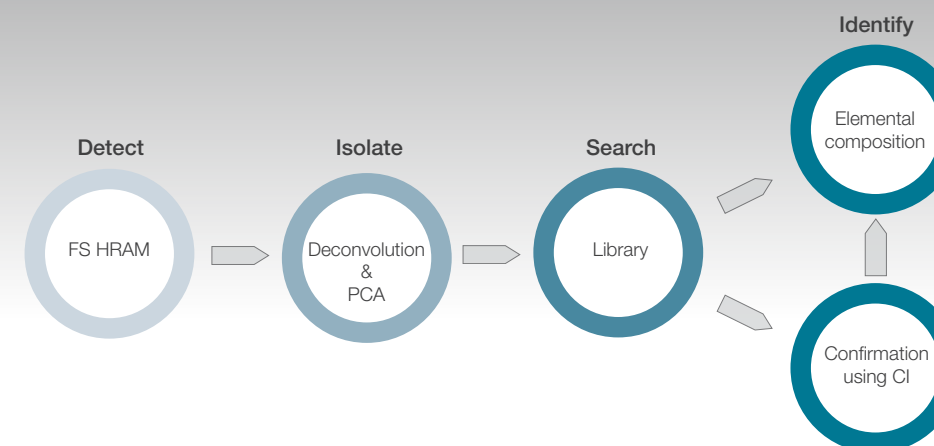 Detect
FS HRAM
Isolate
Deconvolution
&
PCA
Search
Library
Identify
Elemental
composition
Confirmation
using CI